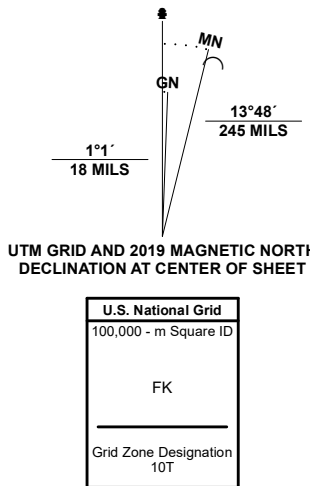 MN
GN
13°48´
245 MILS
1°1´
18 MILS
UTM GRID AND 2019 MAGNETIC NORTH
DECLINATION AT CENTER OF SHEET
U.S. National Grid
100,000 - m Square ID
FK
Grid Zone Designation
10T